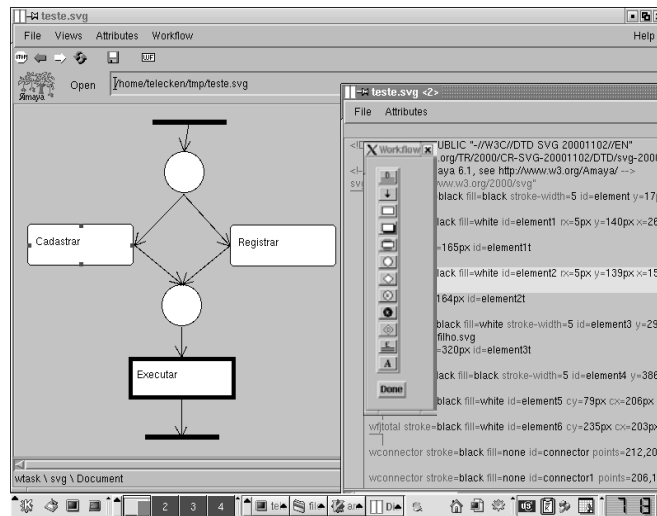 teste.svg
File Views Attributes Workflow Help
Open /home/telecken/tmp/teste.svg
Amaya
Cadastrar
Registrar
Executar
wtask \ svg \ Document
teste.svg <2>
File Attributes
Workflow
Done
UBLIC "-//W3C//DTD SVG 20001102//EN"
.org/TR/2000/CR-SVG-20001102/DTD/svg-200
aya 6.1, see http://www.w3.org/Amaya/ -->
www.w3.org/2000/svg"
black fill=black stroke-width=5 id=element y=17p
lack fill=white id=element1 rx=5px y=140px x=26
=165px id=element1t
lack fill=white id=element2 rx=5px y=139px x=15
164px id=element2t
black fill=white stroke-width=5 id=element3 y=29
filho.svg
=320px id=element3t
lack fill=black stroke-width=5 id=element4 y=386
lack fill=white id=element5 cy=79px cx=206px
wfjtotal stroke=black fill=white id=element6 cy=235px cx=203px
wconnector stroke=black fill=none id=connector points=212,20
wconnector stroke=black fill=none id=connector1 points=206,1
2 3 4